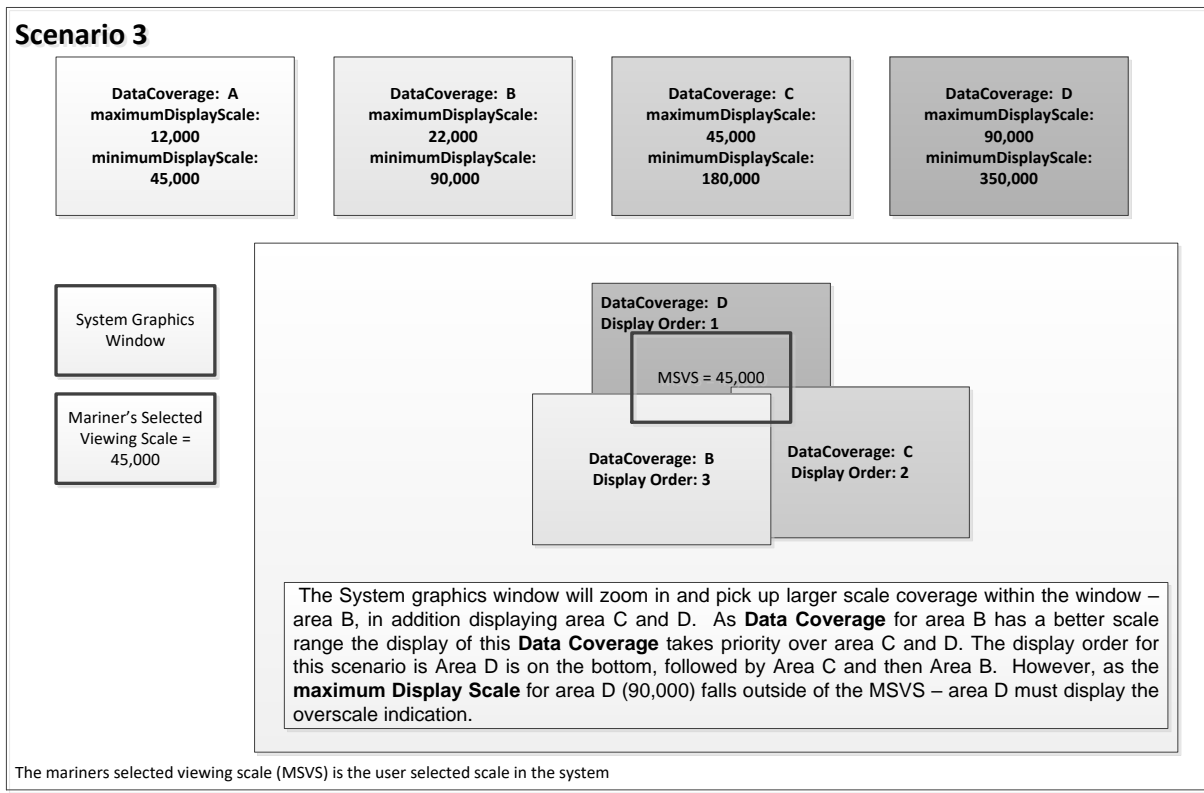 Scenario 3
DataCoverage: A
maximumDisplayScale:
12,000
minimumDisplayScale:
45,000
DataCoverage: B
maximumDisplayScale:
22,000
minimumDisplayScale:
90,000
DataCoverage: C
maximumDisplayScale:
45,000
minimumDisplayScale:
180,000
DataCoverage: D
maximumDisplayScale:
90,000
minimumDisplayScale:
350,000
System Graphics
Window
Mariner’s Selected
Viewing Scale =
45,000
DataCoverage: D
Display Order: 1
MSVS = 45,000
DataCoverage: B
Display Order: 3
DataCoverage: C
Display Order: 2
The System graphics window will zoom in and pick up larger scale coverage within the window –
area B, in addition displaying area C and D. As Data Coverage for area B has a better scale
range the display of this Data Coverage takes priority over area C and D. The display order for
this scenario is Area D is on the bottom, followed by Area C and then Area B. However, as the
maximum Display Scale for area D (90,000) falls outside of the MSVS – area D must display the
overscale indication.
The mariners selected viewing scale (MSVS) is the user selected scale in the system